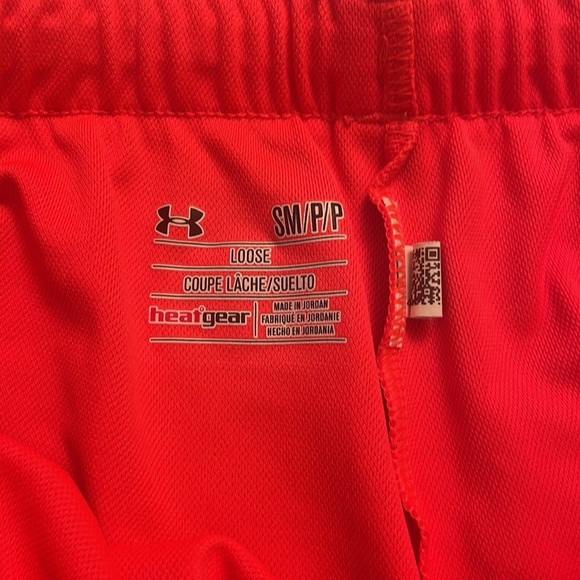 SM/P/P
LOOSE
COUPE LÂCHE/SUELTO
heatgear
MADE IN JORDAN
FABRIQUÉ EN JORDANIE
HECHO EN JORDANIA